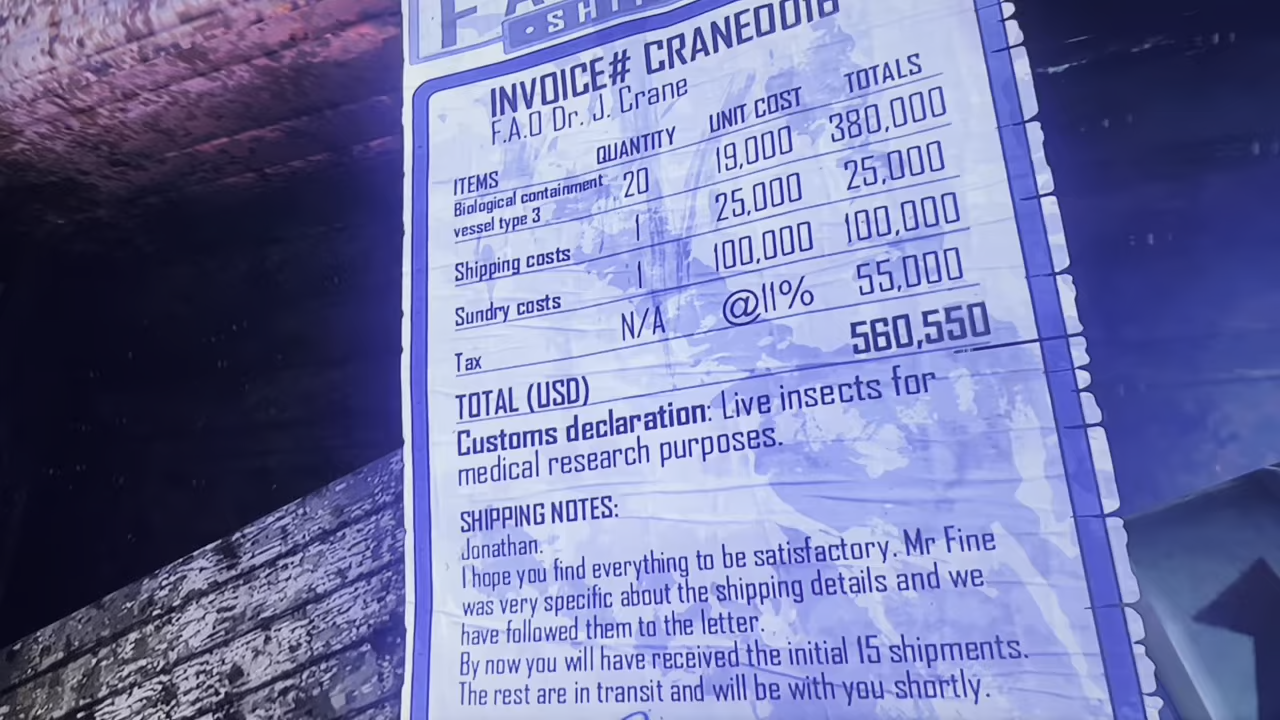 INVOICE# CRANE0016
F.A.O Dr. J. Crane
ITEMS QUANTITY UNIT COST TOTALS
Biological containment
vessel type 3 20 19,000 380,000
Shipping costs 1 25,000 25,000
Sundry costs 1 100,000 100,000
Tax N/A @11% 55,000
TOTAL (USD) 560,550
Customs declaration: Live insects for
medical research purposes.
SHIPPING NOTES:
Jonathan.
I hope you find everything to be satisfactory. Mr Fine
was very specific about the shipping details and we
have followed them to the letter.
By now you will have received the initial 15 shipments.
The rest are in transit and will be with you shortly.